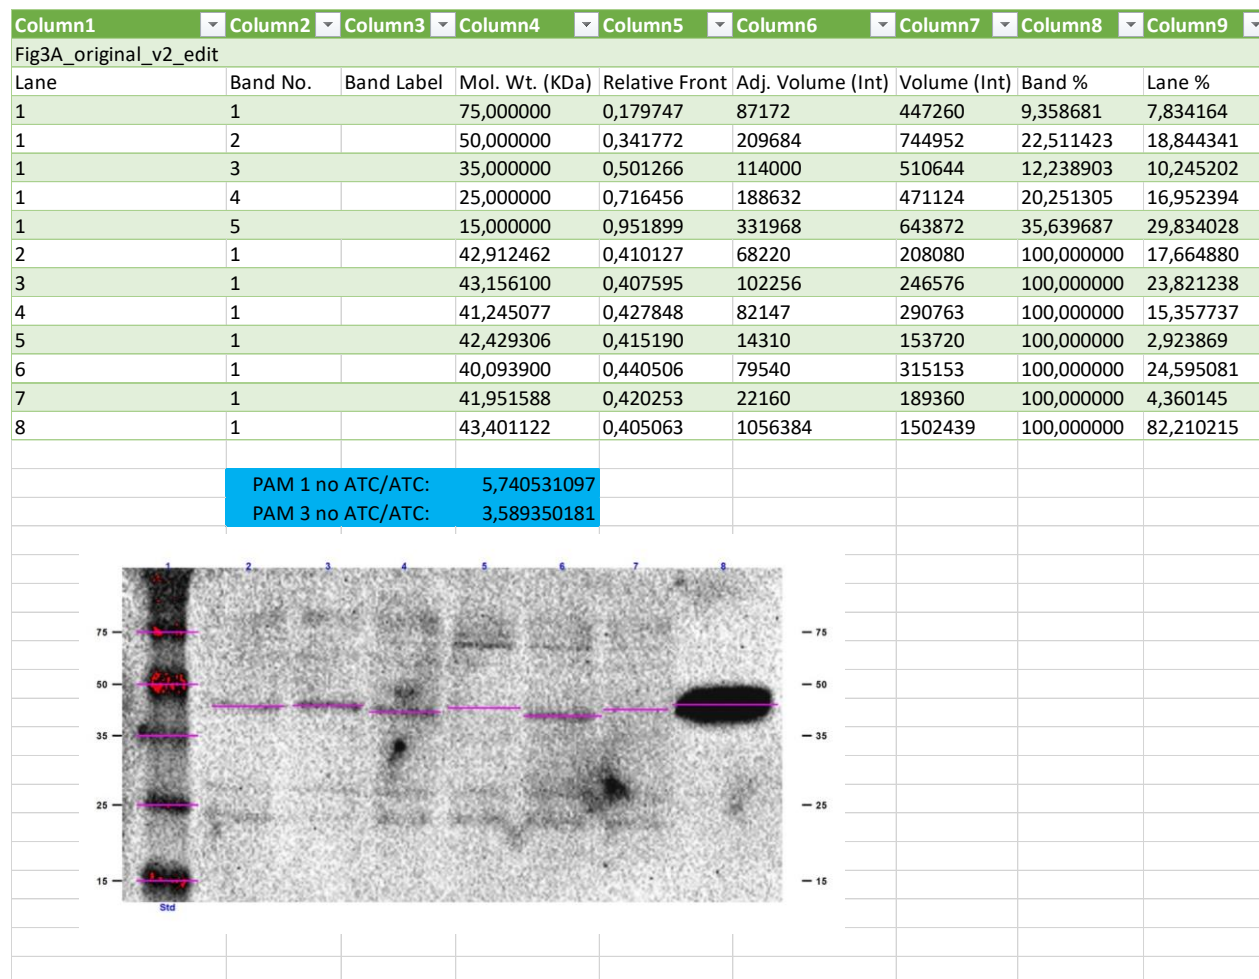 Column1 Column2 Column3 Column4 Column5 Column6 Column7 Column8 Column9
Fig3A_original_v2_edit
Lane Band No. Band Label Mol. Wt. (KDa) Relative Front Adj. Volume (Int) Volume (Int) Band % Lane %
1 1 75,000000 0,179747 87172 447260 9,358681 7,834164
1 2 50,000000 0,341772 209684 744952 22,511423 18,844341
1 3 35,000000 0,501266 114000 510644 12,238903 10,245202
1 4 25,000000 0,716456 188632 471124 20,251305 16,952394
1 5 15,000000 0,951899 331968 643872 35,639687 29,834028
2 1 42,912462 0,410127 68220 208080 100,000000 17,664880
3 1 43,156100 0,407595 102256 246576 100,000000 23,821238
4 1 41,245077 0,427848 82147 290763 100,000000 15,357737
5 1 42,429306 0,415190 14310 153720 100,000000 2,923869
6 1 40,093900 0,440506 79540 315153 100,000000 24,595081
7 1 41,951588 0,420253 22160 189360 100,000000 4,360145
8 1 43,401122 0,405063 1056384 1502439 100,000000 82,210215
PAM 1 no ATC/ATC: 5,740531097
PAM 3 no ATC/ATC: 3,589350181
1 2 3 4 5 6 7 8
75 75
50 50
35 35
25 25
15 15
Std